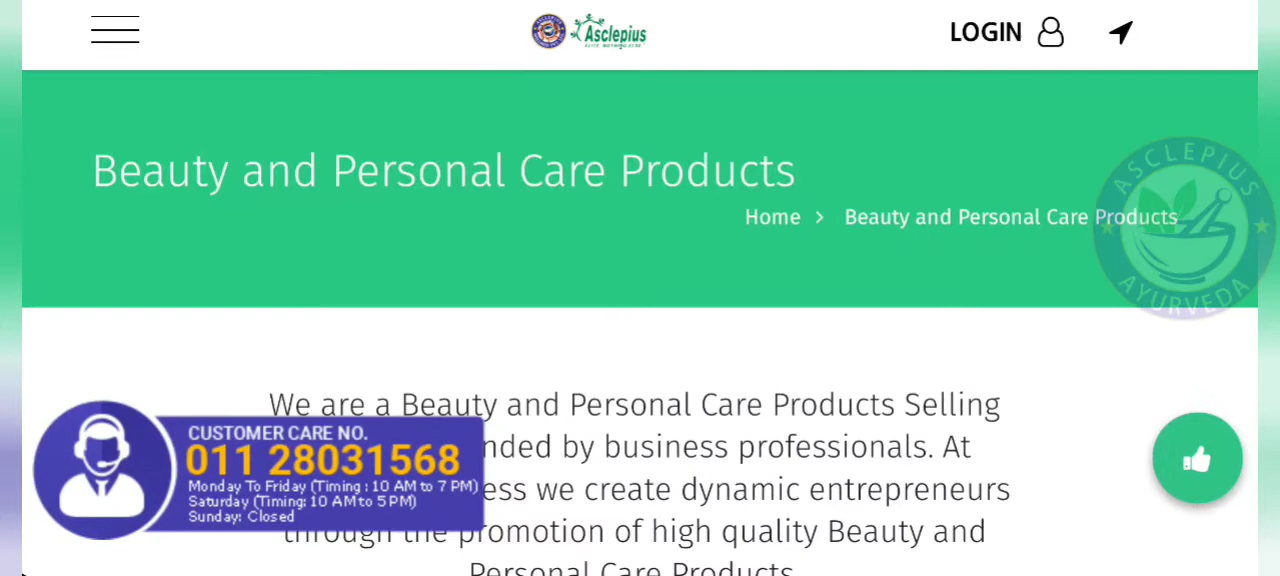 Asclepius
LOGIN
Beauty and Personal Care Products
Home > Beauty and Personal Care Products
ASCLEPIUS
AYURVEDA
We are a Beauty and Personal Care Products Selling
nded by business professionals. At
ess we create dynamic entrepreneurs
through the promotion of high quality Beauty and
Personal Care Products
CUSTOMER CARE NO.
011 28031568
Monday To Friday (Timing : 10 AM to 7 PM)
Saturday (Timing: 10 AM to 5 PM)
Sunday: Closed